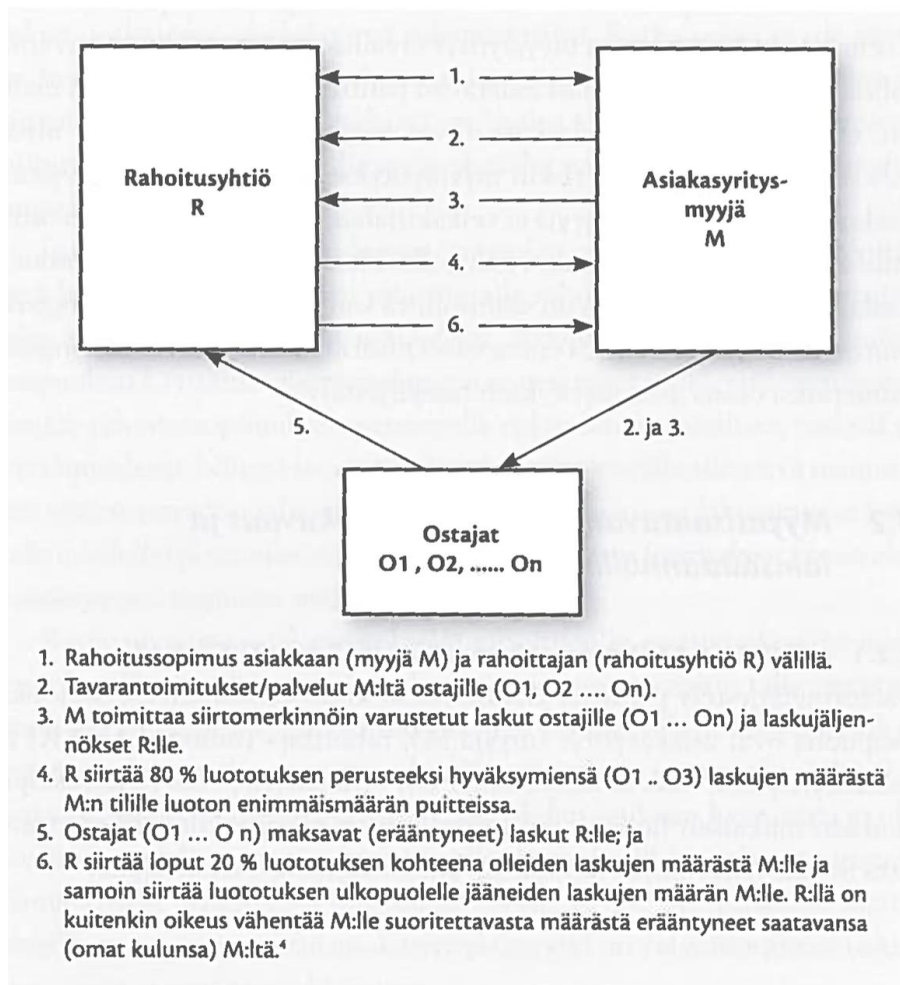 1.
2.
Rahoitusyhtiö
R
3.
4.
6.
Asiakasyritys-
myyjä
M
5.
2. ja 3.
Ostajat
O1 , O2, ...... On
1. Rahoitussopimus asiakkaan (myyjä M) ja rahoittajan (rahoitusyhtiö R) välillä.
2. Tavarantoimitukset/palvelut M:ltä ostajille (O1, O2 ... On).
3. M toimittaa siirtomerkinnöin varustetut laskut ostajille (O1... On) ja laskujäljen-
nökset R:lle.
4. R siirtää 80 % luototuksen perusteeksi hyväksymiensä (O1 .. O3) laskujen määrästä
M:n tilille luoton enimmäismäärän puitteissa.
5. Ostajat (O1 ... O n) maksavat (erääntyneet) laskut R:lle; ja
6. R siirtää loput 20 % luototuksen kohteena olleiden laskujen määrästä M:lle ja
samoin siirtää luototuksen ulkopuolelle jääneiden laskujen määrän M:lle. R:llä on
kuitenkin oikeus vähentää M:lle suoritettavasta määrästä erääntyneet saatavansa
(omat kulunsa) M:ltä.